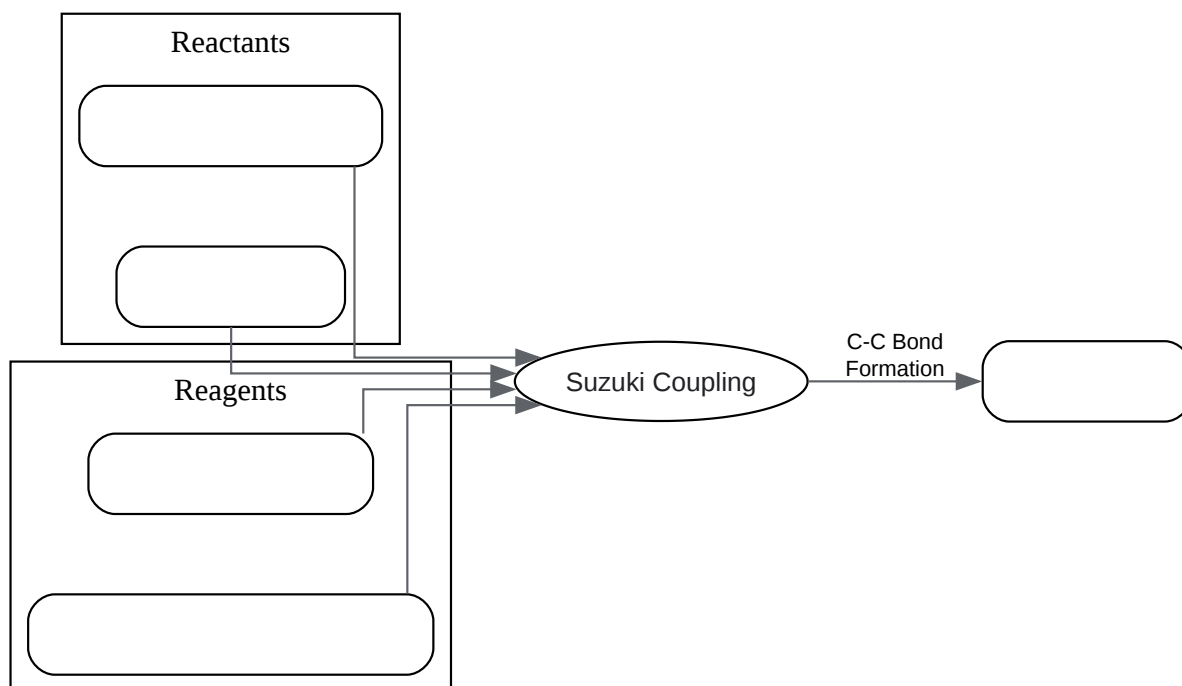 Reactants
Reagents
Suzuki Coupling
C-C Bond
Formation